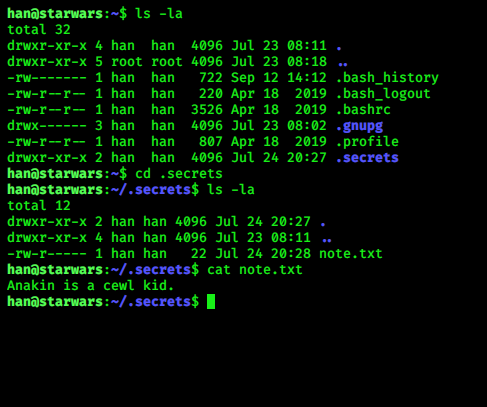 han@starwars:~$ ls -la
total 32
drwxr-xr-x 4 han  han  4096 Jul 23 08:11 .
drwxr-xr-x 5 root root 4096 Jul 23 08:18 ..
-rw------- 1 han  han   722 Sep 12 14:12 .bash_history
-rw-r--r-- 1 han  han   220 Apr 18  2019 .bash_logout
-rw-r--r-- 1 han  han  3526 Apr 18  2019 .bashrc
drwx------ 3 han  han  4096 Jul 23 08:02 .gnupg
-rw-r--r-- 1 han  han   807 Apr 18  2019 .profile
drwxr-xr-x 2 han  han  4096 Jul 24 20:27 .secrets
han@starwars:~$ cd .secrets
han@starwars:~/.secrets$ ls -la
total 12
drwxr-xr-x 2 han han 4096 Jul 24 20:27 .
drwxr-xr-x 4 han han 4096 Jul 23 08:11 ..
-rw-r----- 1 han han   22 Jul 24 20:28 note.txt
han@starwars:~/.secrets$ cat note.txt
Anakin is a cewl kid.
han@starwars:~/.secrets$